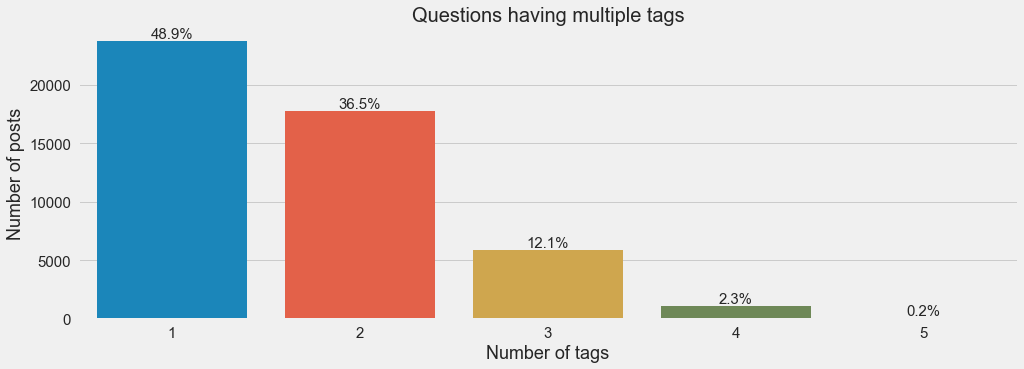 Questions having multiple tags
48.9%
36.5%
12.1%
2.3%
0.2%
20000
15000
10000
5000
0
Number of posts
1 2 3 4 5
Number of tags